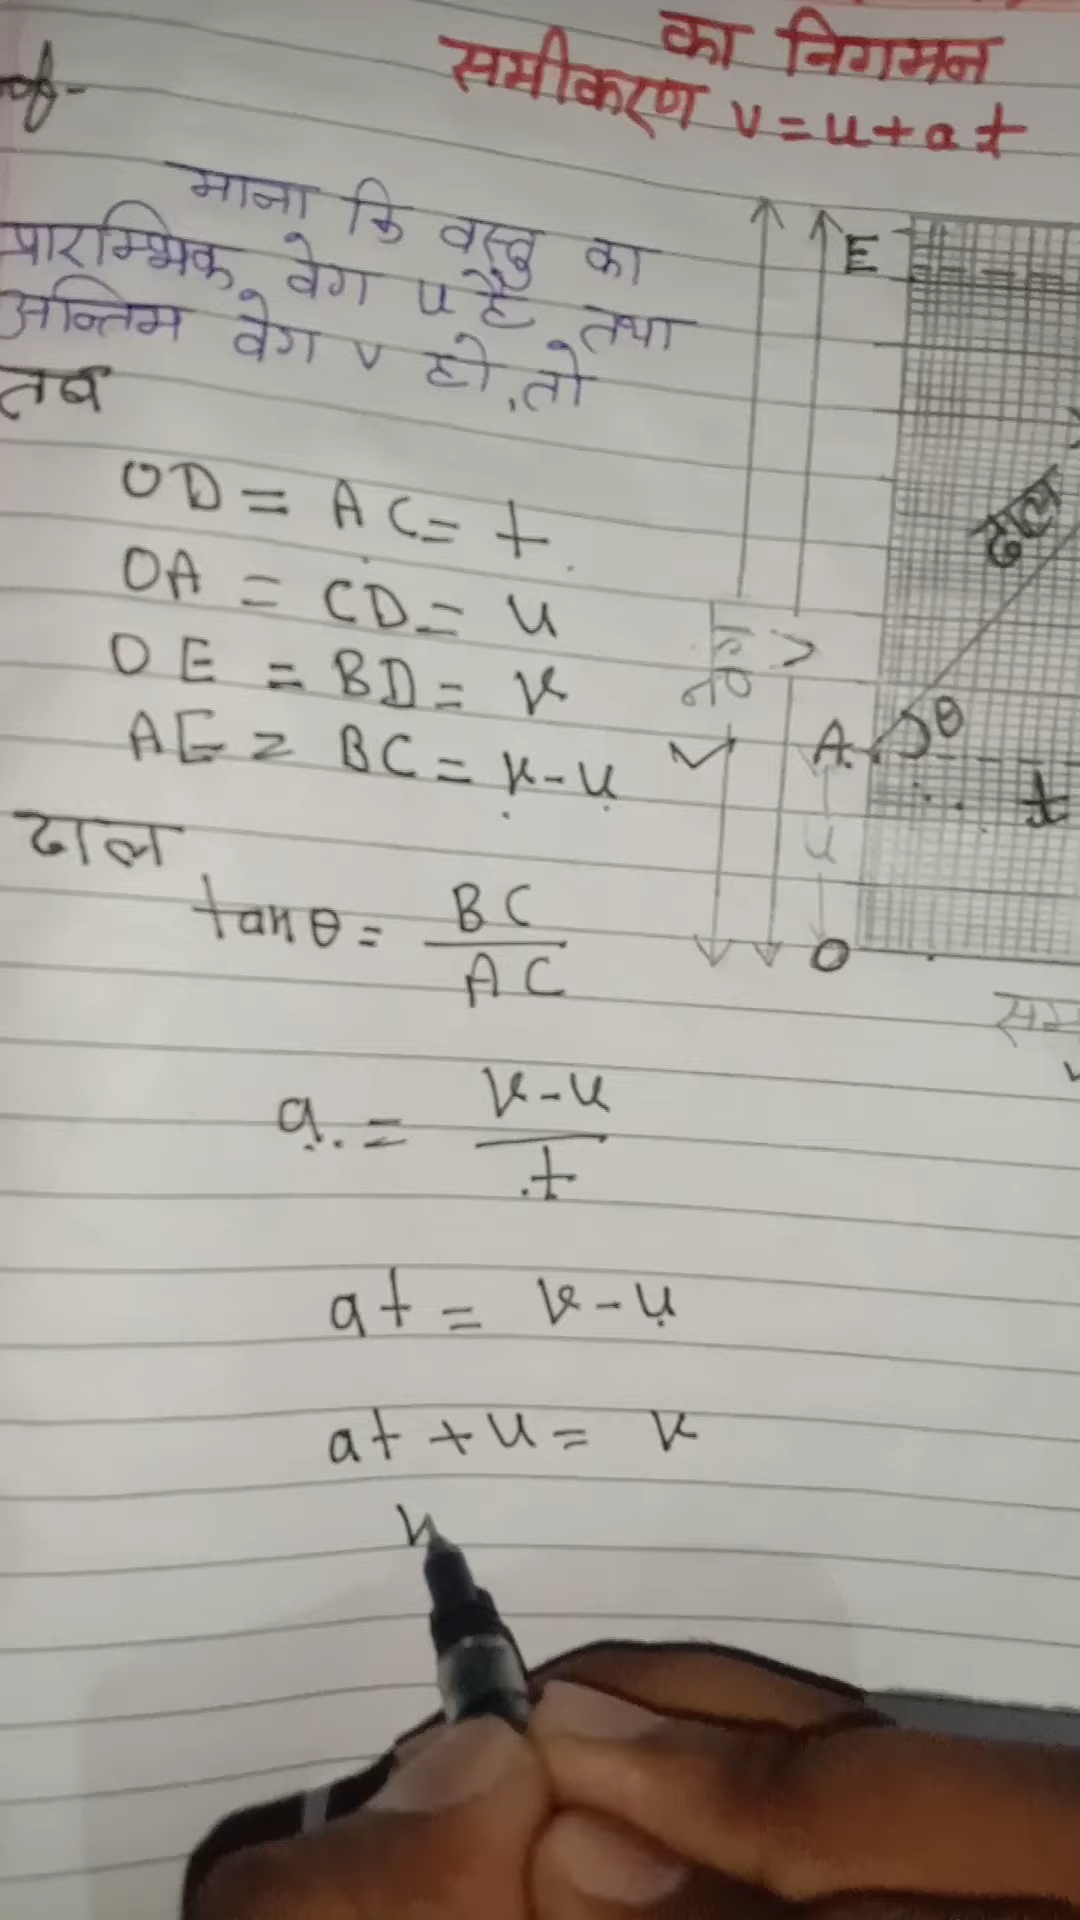 का निगमन
समीकरण v=u+at
माना कि वस्तु का
प्रारम्भिक वेग u है तथा
अन्तिम वेग v हो, तो
तब
OD = AC = t
OA = CD = u
OE = BD = v
AE = BC = v-u
ढाल
tanθ = BC
AC
a = v-u
t
at = v-u
at + u = v
v
E
ढाल
वेग
v
A
θ
t
u
O